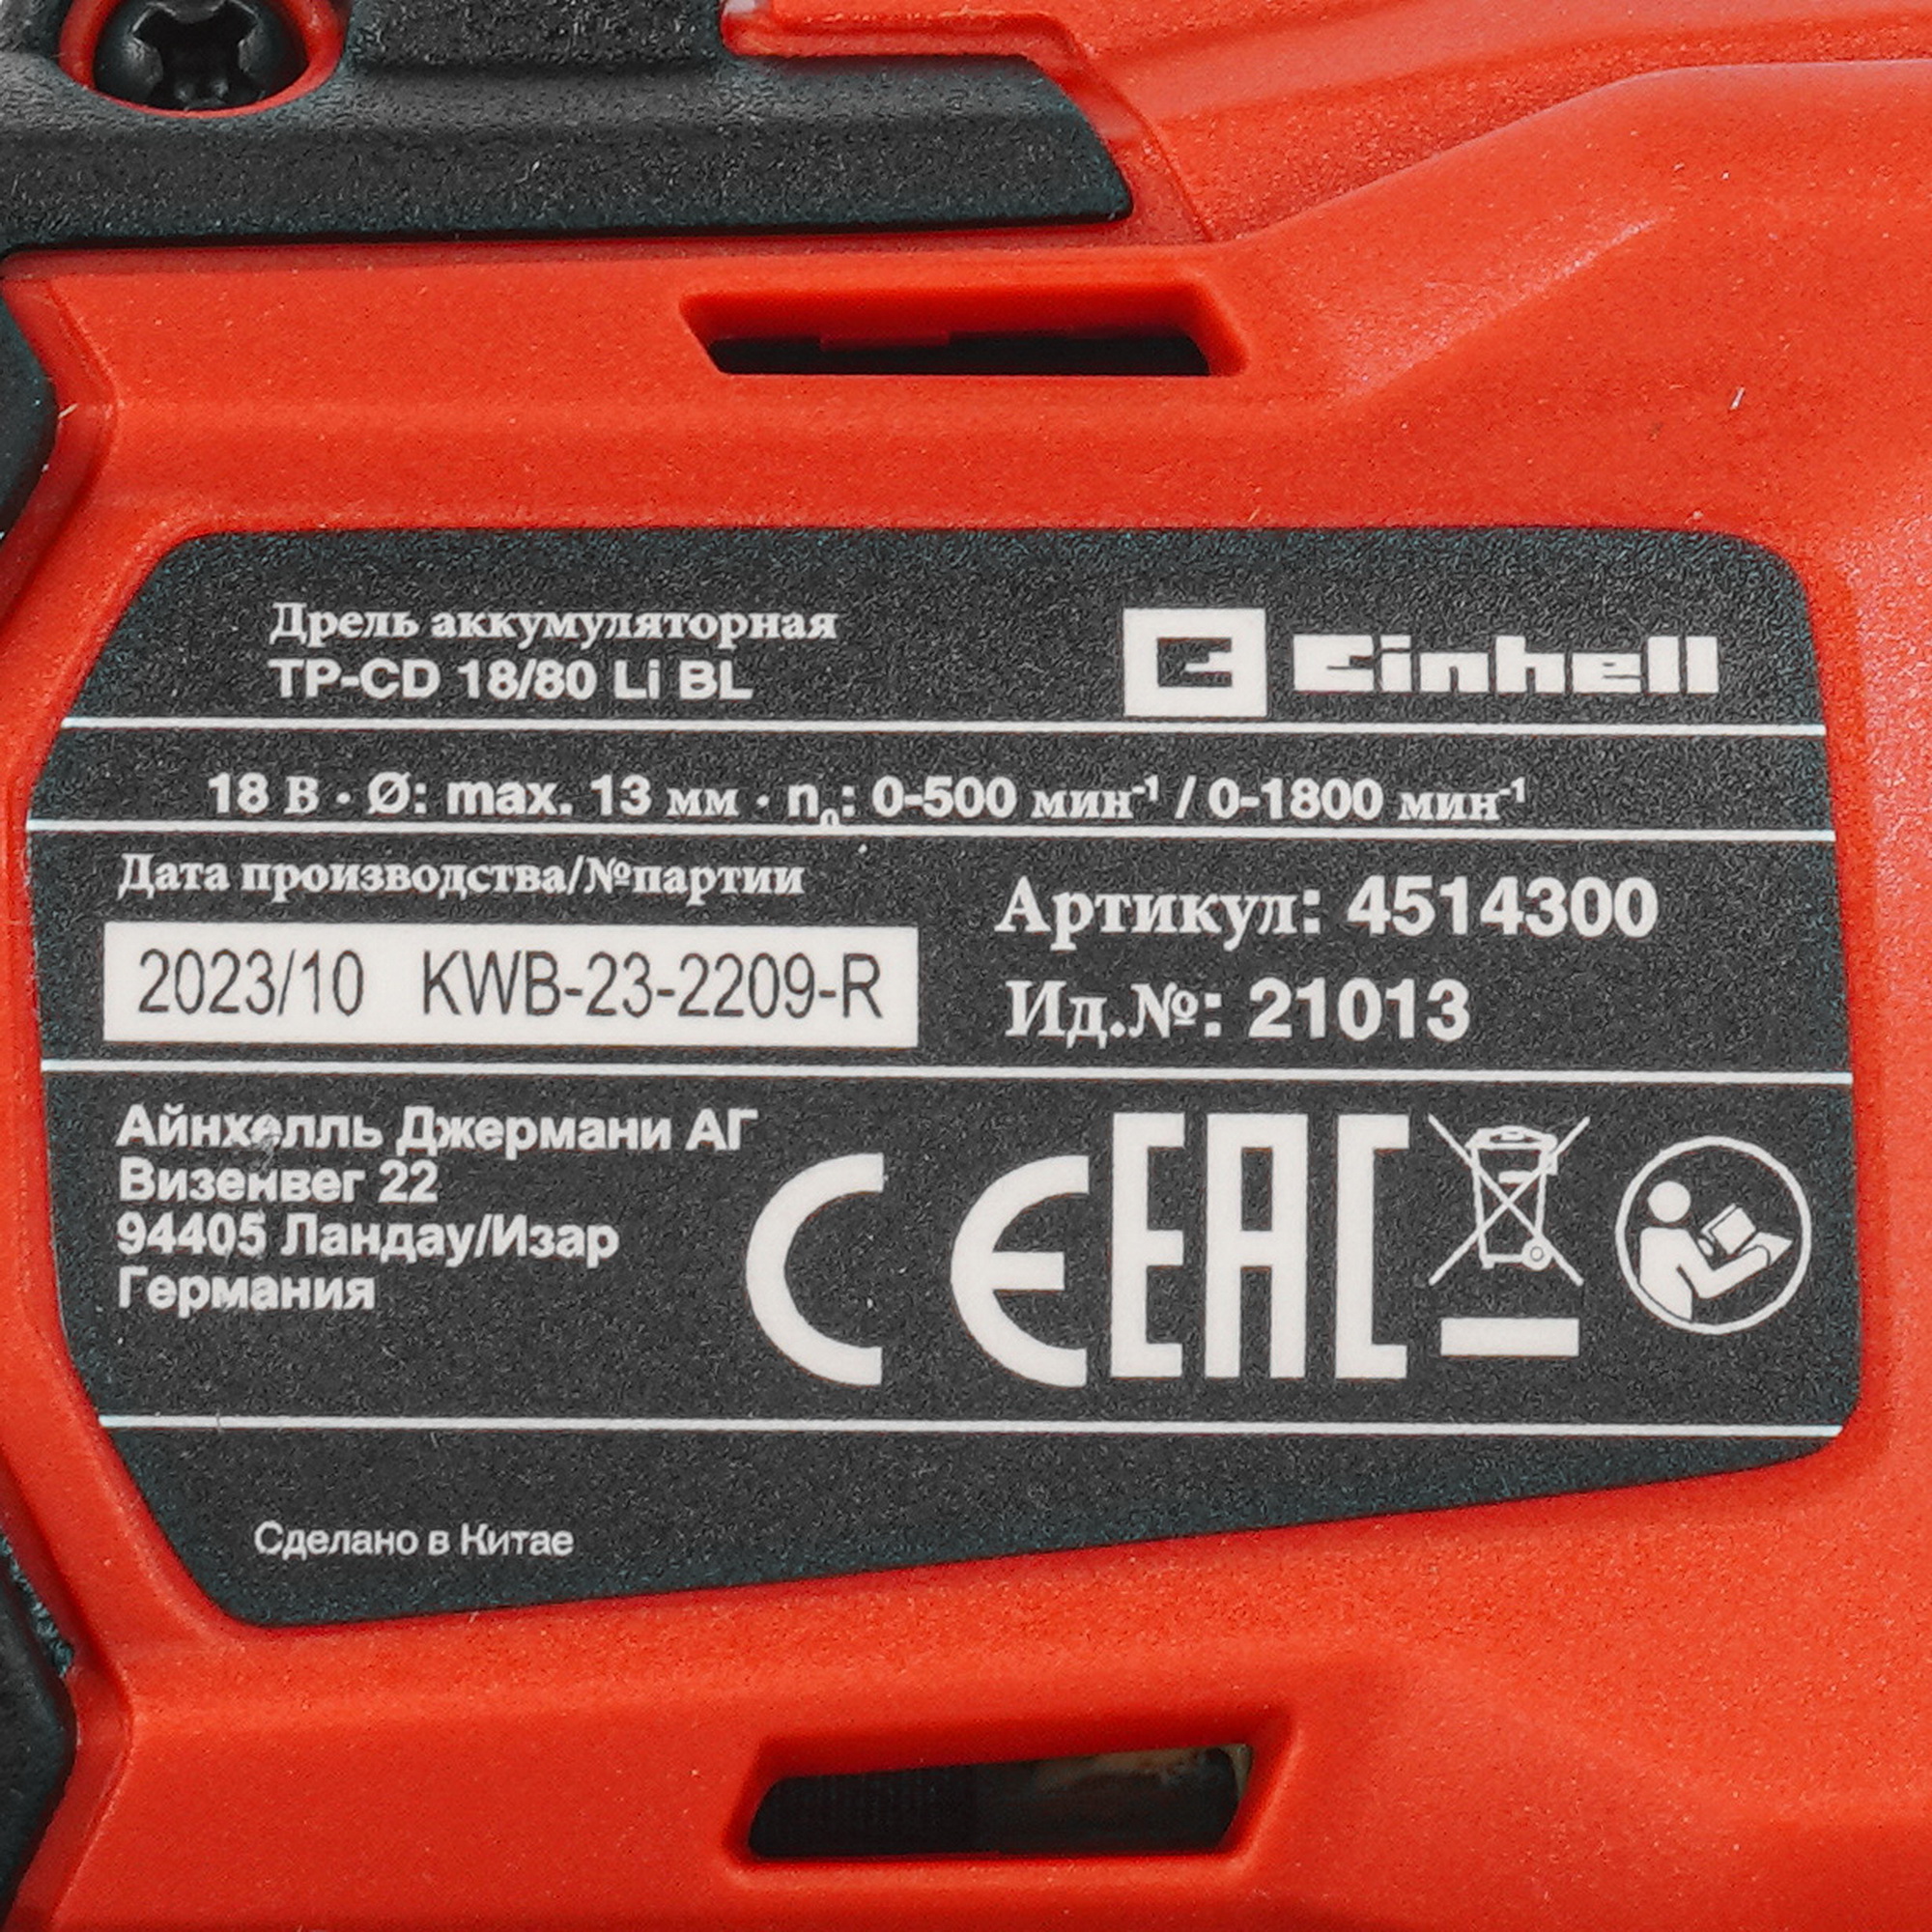 Дрель аккумуляторная
TP-CD 18/80 Li BL
Einhell
18 В · Ø: max. 13 мм · n₀: 0-500 мин⁻¹ / 0-1800 мин⁻¹
Дата производства/№партии
2023/10 KWB-23-2209-R
Артикул: 4514300
Ид.№: 21013
Айнхелль Джермани АГ
Визенвег 22
94405 Ландау/Изар
Германия
CE EAC
Сделано в Китае